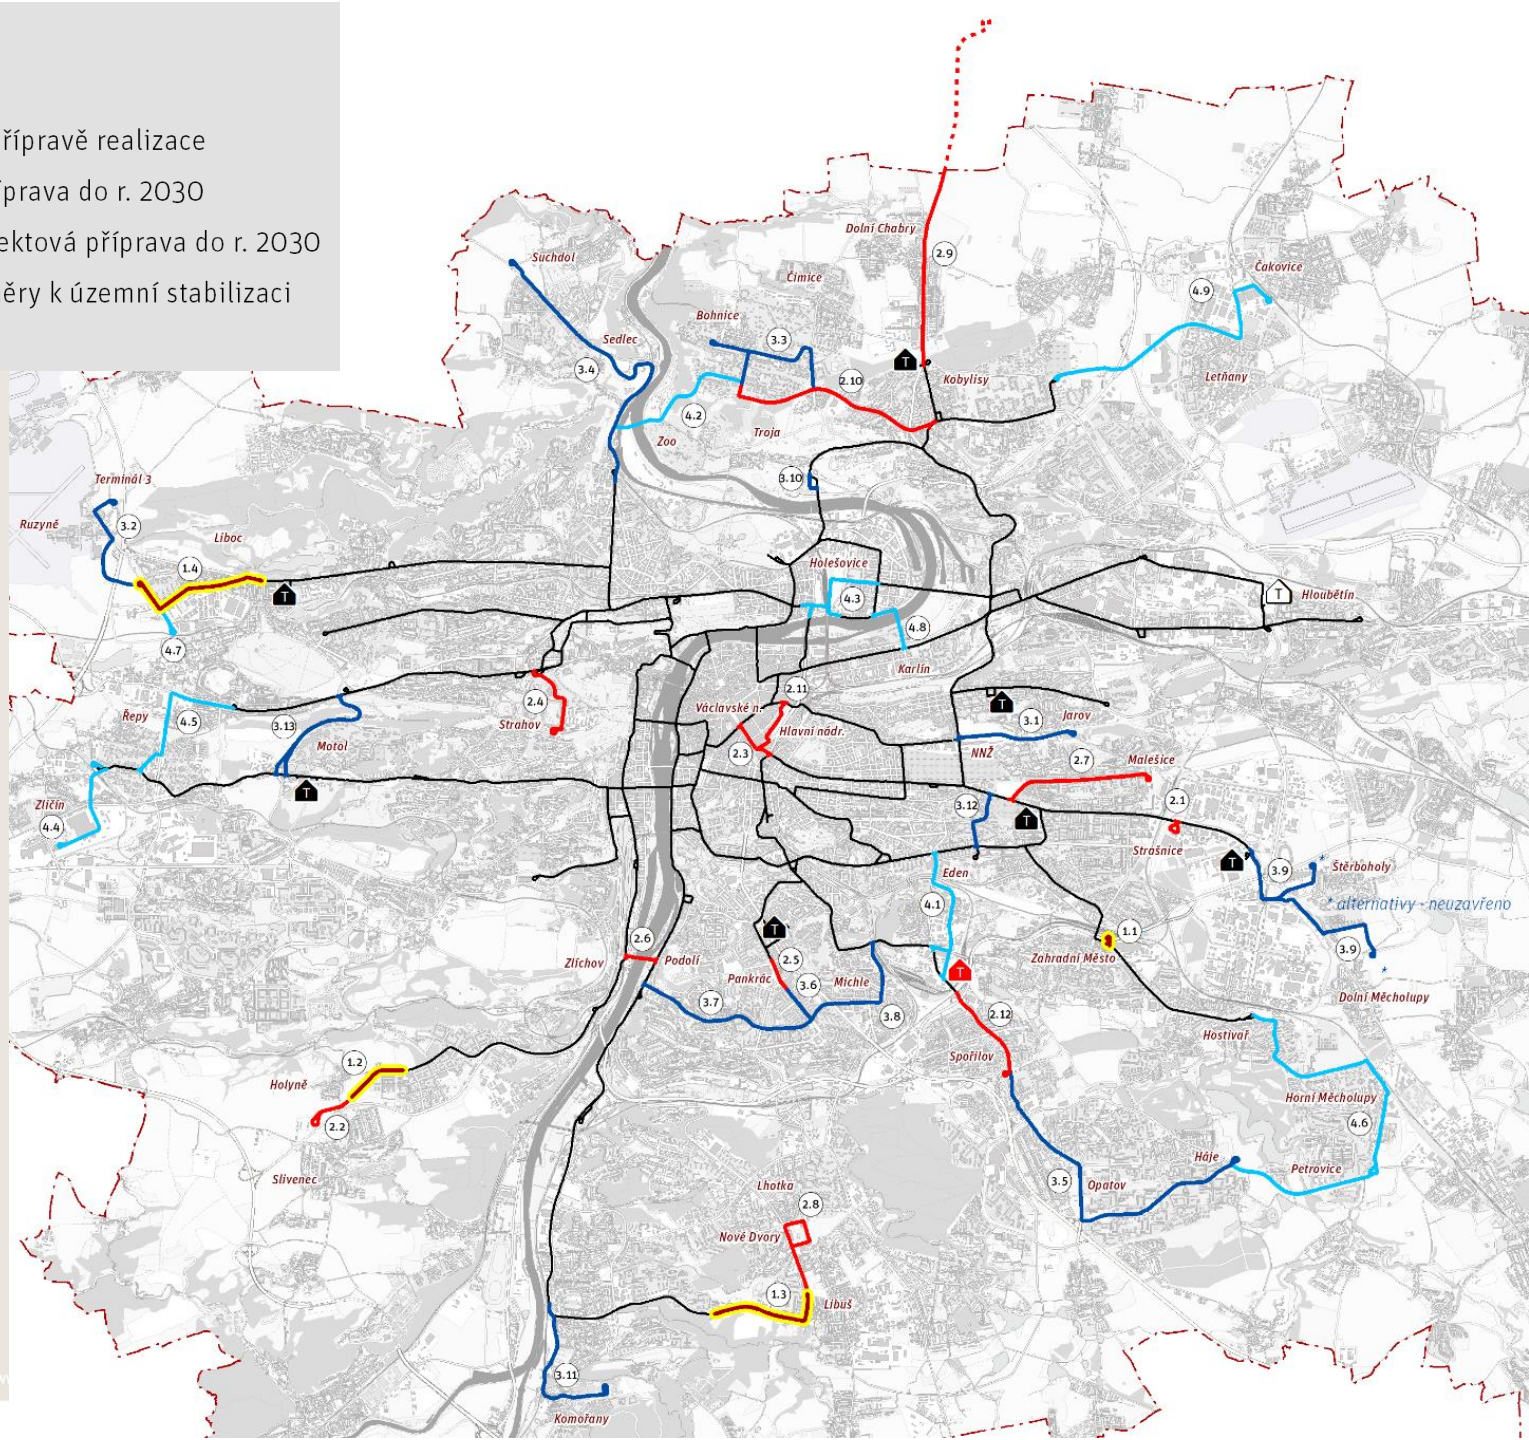 přípravě realizace
příprava do r. 2030
ektová příprava do r. 2030
ěry k územní stabilizaci
Dolní Chabry
2.9
Suchdol
Čimice
Čakovice
4.9
Bohnice
Sedlec
3.3
3.4
2.10
Kobylisy
Letňany
4.2
Zoo
Troja
Terminál 3
3.10
Ruzyně
3.2
Liboc
1.4
Holešovice
T
T
T
Hloubětín
4.3
4.8
4.7
Karlín
2.4
2.11
Řepy
4.5
3.13
Strahov
Václavské n.
Hlavní nádr.
T
3.1
Jarov
Motol
2.3
NNŽ
2.7
Malešice
T
Zličín
4.4
3.12
T
2.1
Strašnice
T
3.9
Štěrboholy
*
Eden
4.1
* alternativy - neuzavřeno
T
1.1
2.6
Zlíchov
Podolí
2.5
Zahradní Město
3.9
*
Pankrác
3.6
Michle
T
Dolní Měcholupy
3.7
3.8
2.12
Hostivař
Spořilov
1.2
Holyně
2.2
Horní Měcholupy
4.6
Slivenec
Háje
Petrovice
3.5
Opatov
Lhotka
2.8
Nové Dvory
1.3
Libuš
3.11
Komořany